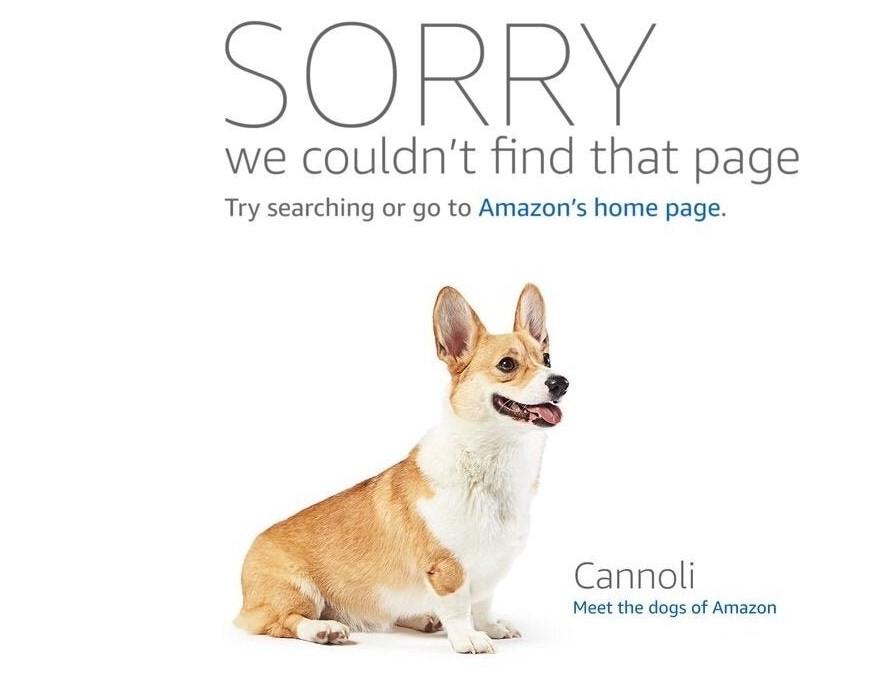 SORRY
we couldn't find that page
Try searching or go to Amazon's home page.
Cannoli
Meet the dogs of Amazon